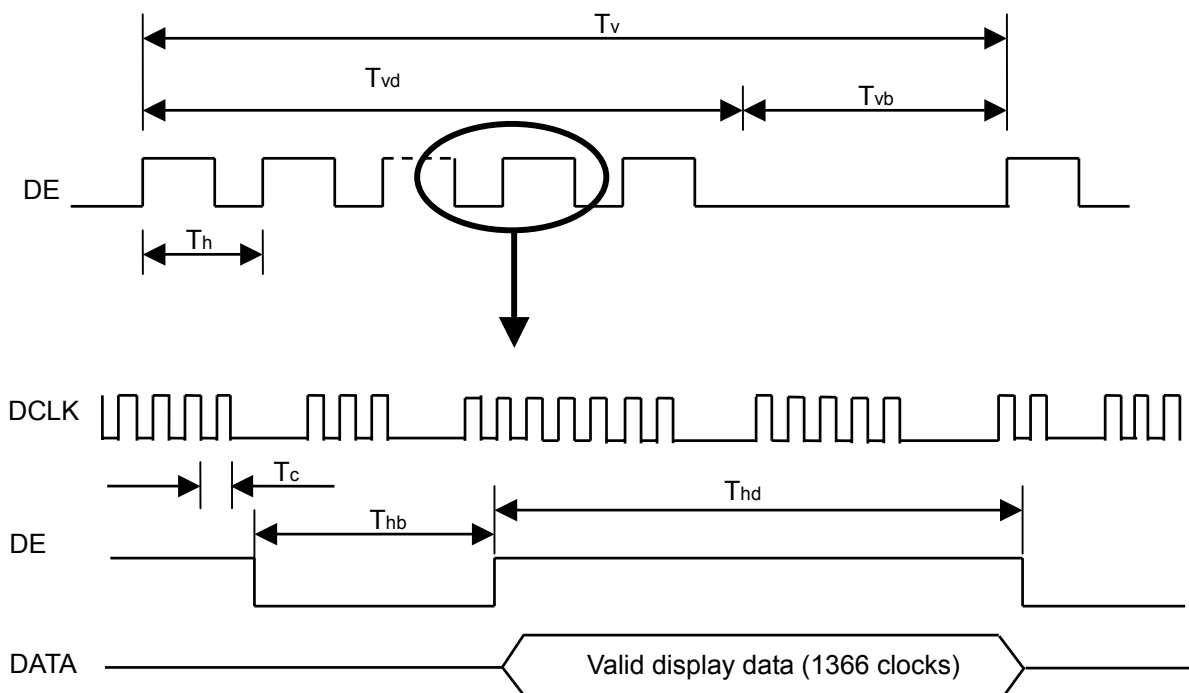 Tv
Tvd
Tvb
DE
Th
DCLK
Tc
Thd
Thb
DE
DATA
Valid display data (1366 clocks)